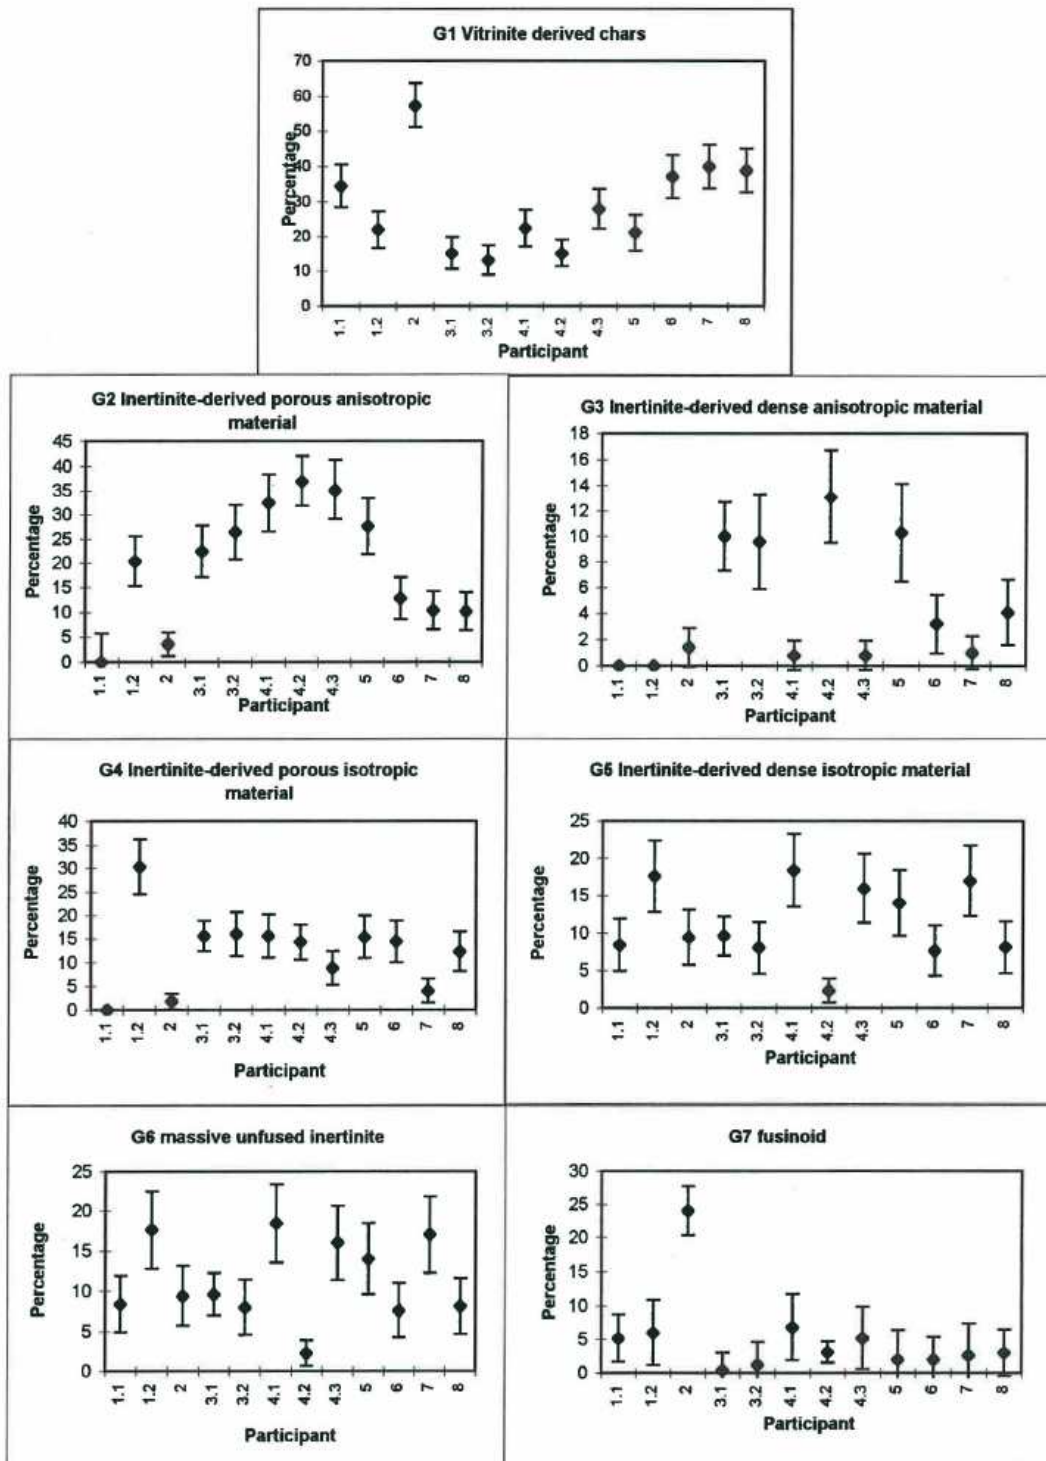 G1 Vitrinite derived chars
Percentage
70
60
50
40
30
20
10
0
1.1 1.2 2 3.1 3.2 4.1 4.2 4.3 5 6 7 8
Participant
G2 Inertinite-derived porous anisotropic
material
Percentage
45
40
35
30
25
20
15
10
5
0
1.1 1.2 2 3.1 3.2 4.1 4.2 4.3 5 6 7 8
Participant
G3 Inertinite-derived dense anisotropic material
Percentage
18
16
14
12
10
8
6
4
2
0
1.1 1.2 2 3.1 3.2 4.1 4.2 4.3 5 6 7 8
Participant
G4 Inertinite-derived porous isotropic
material
Percentage
40
35
30
25
20
15
10
5
0
1.1 1.2 2 3.1 3.2 4.1 4.2 4.3 5 6 7 8
Participant
G5 Inertinite-derived dense isotropic material
Percentage
25
20
15
10
5
0
1.1 1.2 2 3.1 3.2 4.1 4.2 4.3 5 6 7 8
Participant
G6 massive unfused inertinite
Percentage
25
20
15
10
5
0
1.1 1.2 2 3.1 3.2 4.1 4.2 4.3 5 6 7 8
Participant
G7 fusinoid
Percentage
30
25
20
15
10
5
0
1.1 1.2 2 3.1 3.2 4.1 4.2 4.3 5 6 7 8
Participant